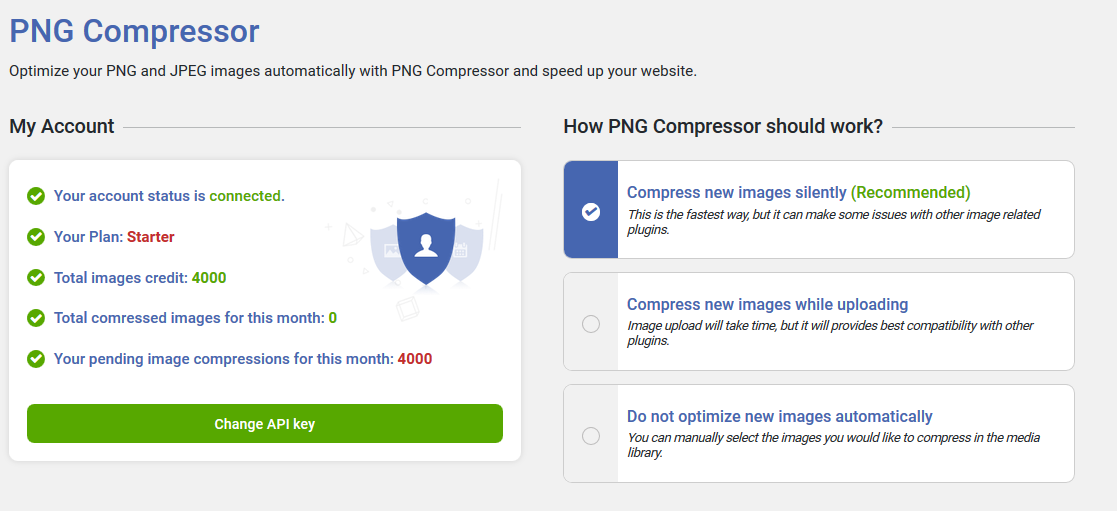 PNG Compressor
Optimize your PNG and JPEG images automatically with PNG Compressor and speed up your website.
My Account
Your account status is connected.
Your Plan: Starter
Total images credit: 4000
Total comressed images for this month: 0
Your pending image compressions for this month: 4000
Change API key
How PNG Compressor should work?
Compress new images silently (Recommended)
This is the fastest way, but it can make some issues with other image related
plugins.
Compress new images while uploading
Image upload will take time, but it will provides best compatibility with other
plugins.
Do not optimize new images automatically
You can manually select the images you would like to compress in the media
library.